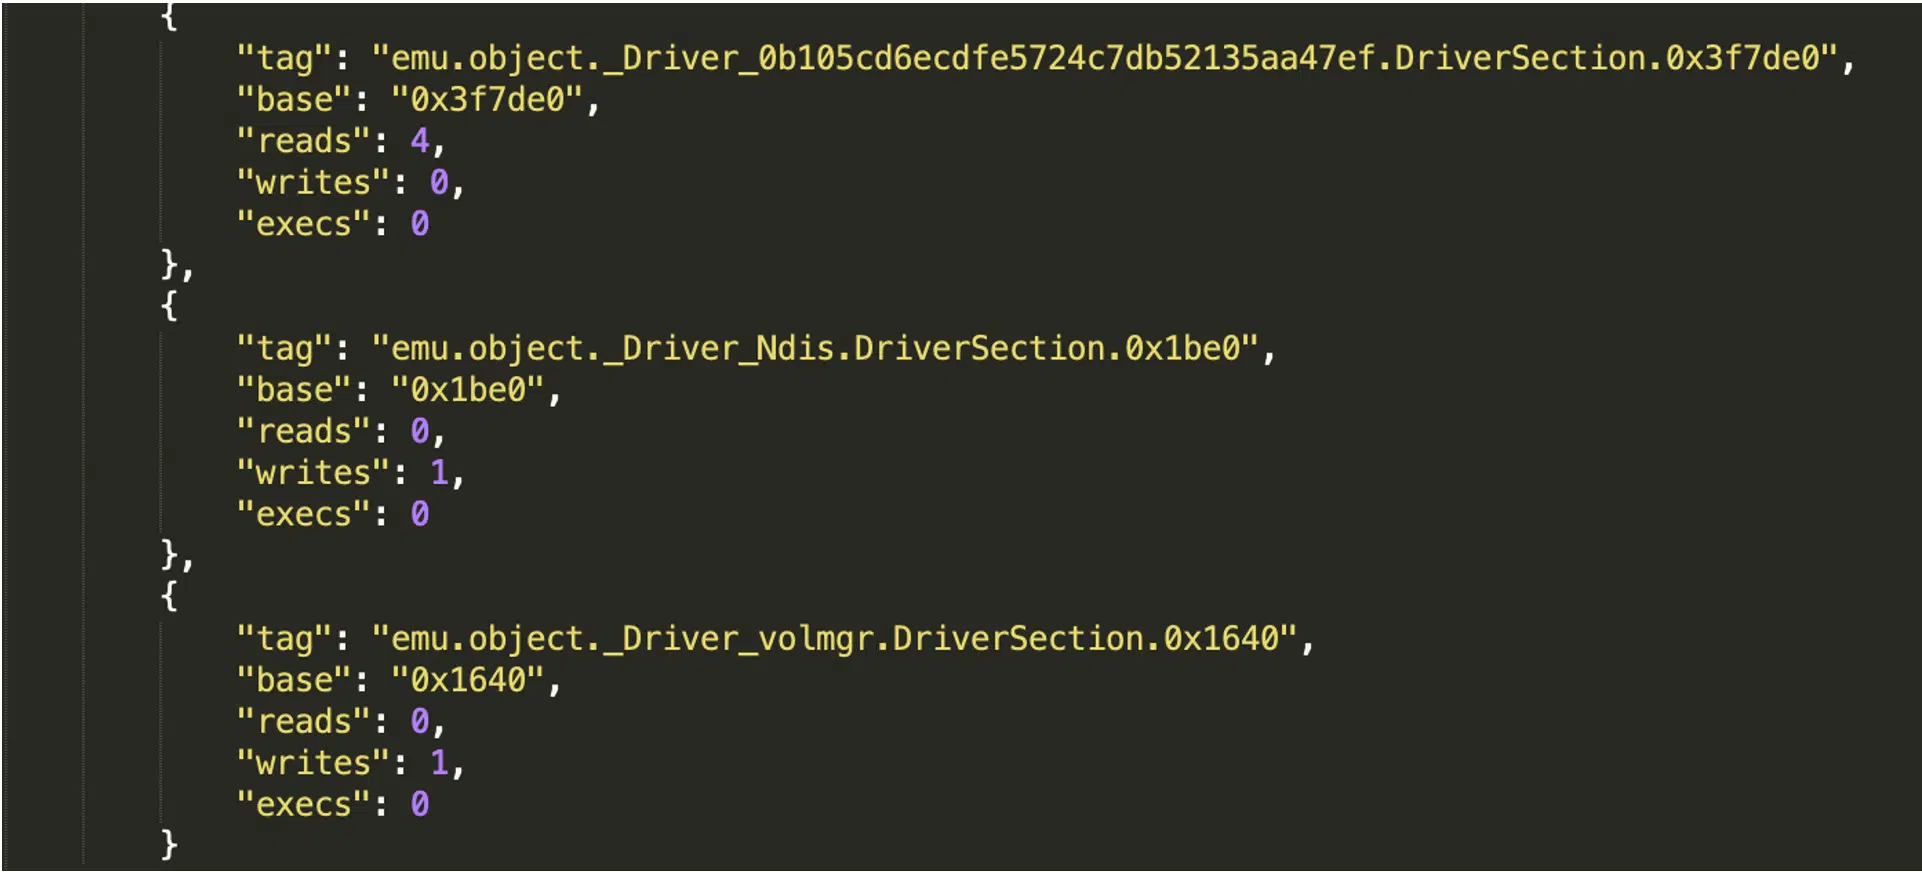 {
"tag": "emu.object._Driver_0b105cd6ecdfe5724c7db52135aa47ef.DriverSection.0x3f7de0",
"base": "0x3f7de0",
"reads": 4,
"writes": 0,
"execs": 0
},
{
"tag": "emu.object._Driver_Ndis.DriverSection.0x1be0",
"base": "0x1be0",
"reads": 0,
"writes": 1,
"execs": 0
},
{
"tag": "emu.object._Driver_volmgr.DriverSection.0x1640",
"base": "0x1640",
"reads": 0,
"writes": 1,
"execs": 0
}